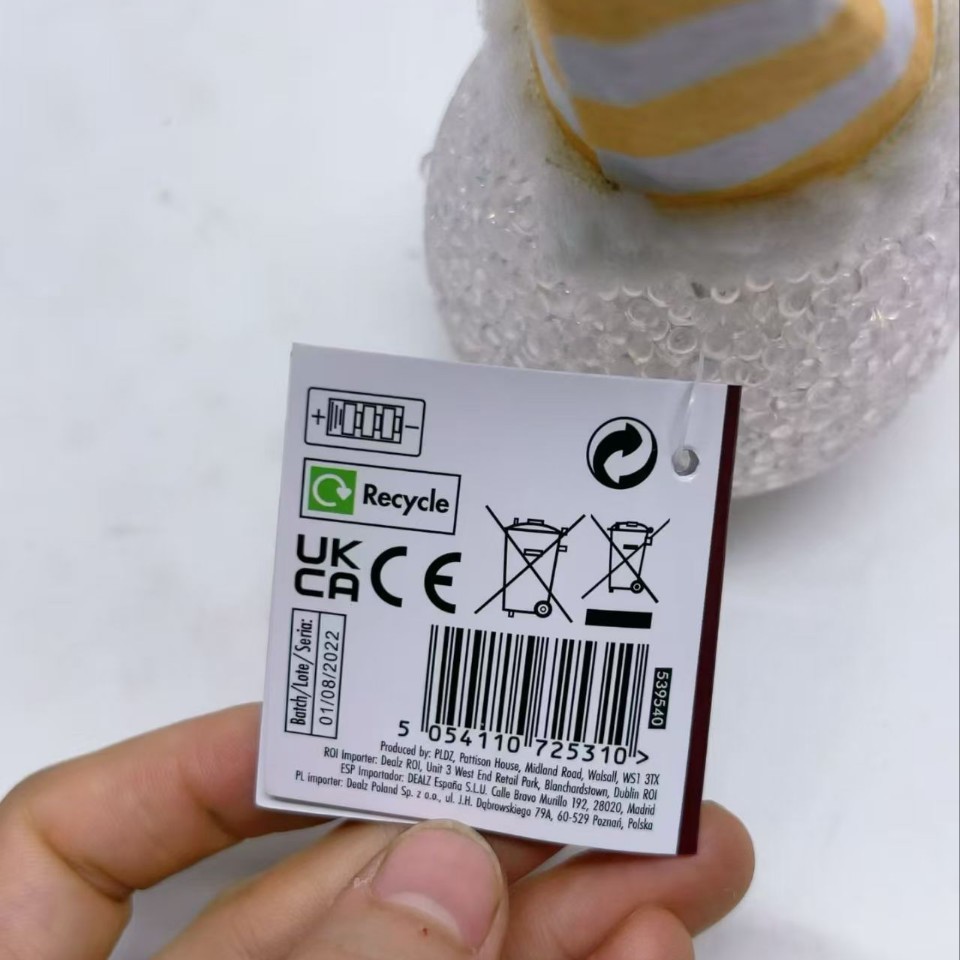 + -
Recycle
UK
CA CE
Batch/Lote/Seria:
01/08/2022
539540
5 054110 725310 >
Produced by: PLDZ, Pattison House, Midland Road, Walsall, WS1 3TX
ROI Importer: Dealz ROI, Unit 3 West End Retail Park, Blanchardstown, Dublin ROI
ESP Importador: DEALZ España S.L.U. Calle Bravo Murillo 192, 28020, Madrid
PL importer: Dealz Poland Sp. z o.o., ul. J.H. Dąbrowskiego 79A, 60-529 Poznań, Polska